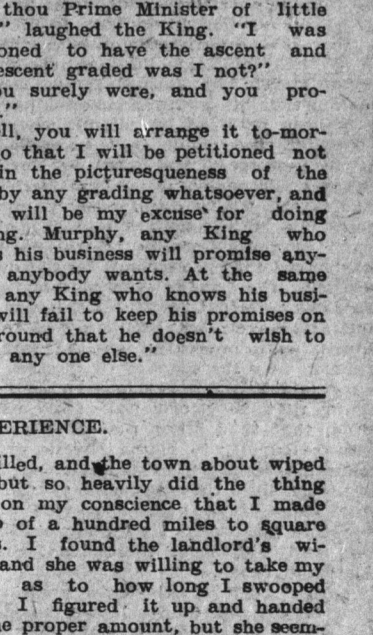 thou Prime Minister of little
" laughed the King. "I was
oned to have the ascent and
escent graded was I not?"
u surely were, and you pro-
."
ll, you will arrange it to-mor-
o that I will be petitioned not
in the picturesqueness of the
by any grading whatsoever, and
will be my excuse for doing
ng. Murphy, any King who
s his business will promise any-
anybody wants. At the same
any King who knows his busi-
will fail to keep his promises on
round that he doesn't wish to
any one else."
ERIENCE.
lled, and the town about wiped
but so heavily did the thing
on my conscience that I made
of a hundred miles to square
s. I found the landlord's wi-
and she was willing to take my
as to how long I swooped
I figured it up and handed
e proper amount, but she seem-